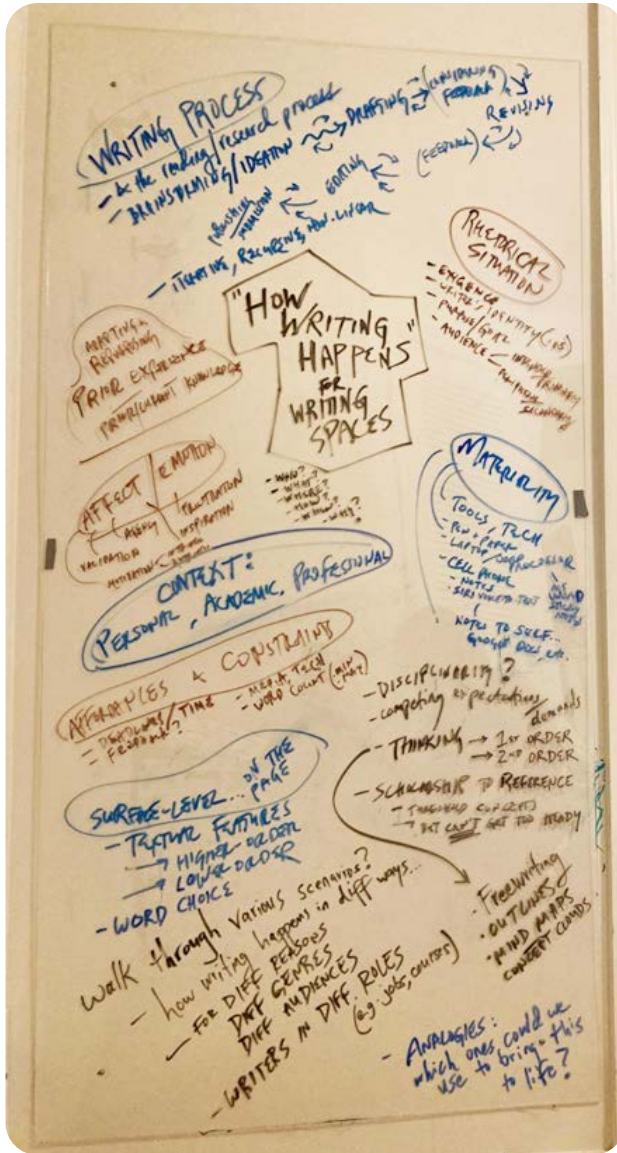 WRITING PROCESS
- the reading/research process
- BRAINSTORMING/IDEATION DRAFTING FEEDBACK)
REVISING
EDITING (FEEDBACK)
- ITERATIVE, RECURSIVE, NON-LINEAR
RHETORICAL
SITUATION
- EXIGENCE
- WRITER'S IDENTITY(IES)
- PURPOSE/GOAL
- AUDIENCE
SECONDARY
"HOW
WRITING
HAPPENS"
FOR
WRITING
SPACES
ADAPTING &
PRIOR EXPERIENCE
KNOWLEDGE
AFFECT / EMOTION
AGENCY FRUSTRATION
VALIDATION INSPIRATION
MOTIVATION
- WHO?
- WHAT?
- WHERE?
- HOW?
- WHEN?
- WHY?
MATERIALITY
TOOLS, TECH
- PEN & PAPER
- LAPTOP
- CELL PHONE
- NOTES
NOTES TO SELF...
GOOGLE DOCS, ETC.
CONTEXT:
PERSONAL, ACADEMIC, PROFESSIONAL
AFFORDANCES & CONSTRAINTS
- DEADLINES/TIME
- FEEDBACK?
- MEDIA, TECH
- WORD COUNT (MIN
- MAX)
- DISCIPLINARITY?
- competing expectations/
demands
- THINKING → 1ST ORDER
→ 2ND ORDER
- SCHOLARSHIP TO REFERENCE
- THRESHOLD CONCEPTS
- BUT CAN'T GET TOO HEADY
SURFACE-LEVEL... ON THE
PAGE
- TEXTUAL FEATURES
→ HIGHER ORDER
→ LOWER ORDER
- WORD CHOICE
- Freewriting
- OUTLINES
- MIND MAPS
CONCEPT CLOUDS
walk through various scenarios?
- how writing happens in diff ways...
- FOR DIFF REASONS
DIFF GENRES
DIFF AUDIENCES
- WRITERS IN DIFF. ROLES
(e.g. jobs, courses)
- ANALOGIES:
which ones could we
use to bring this
to life?